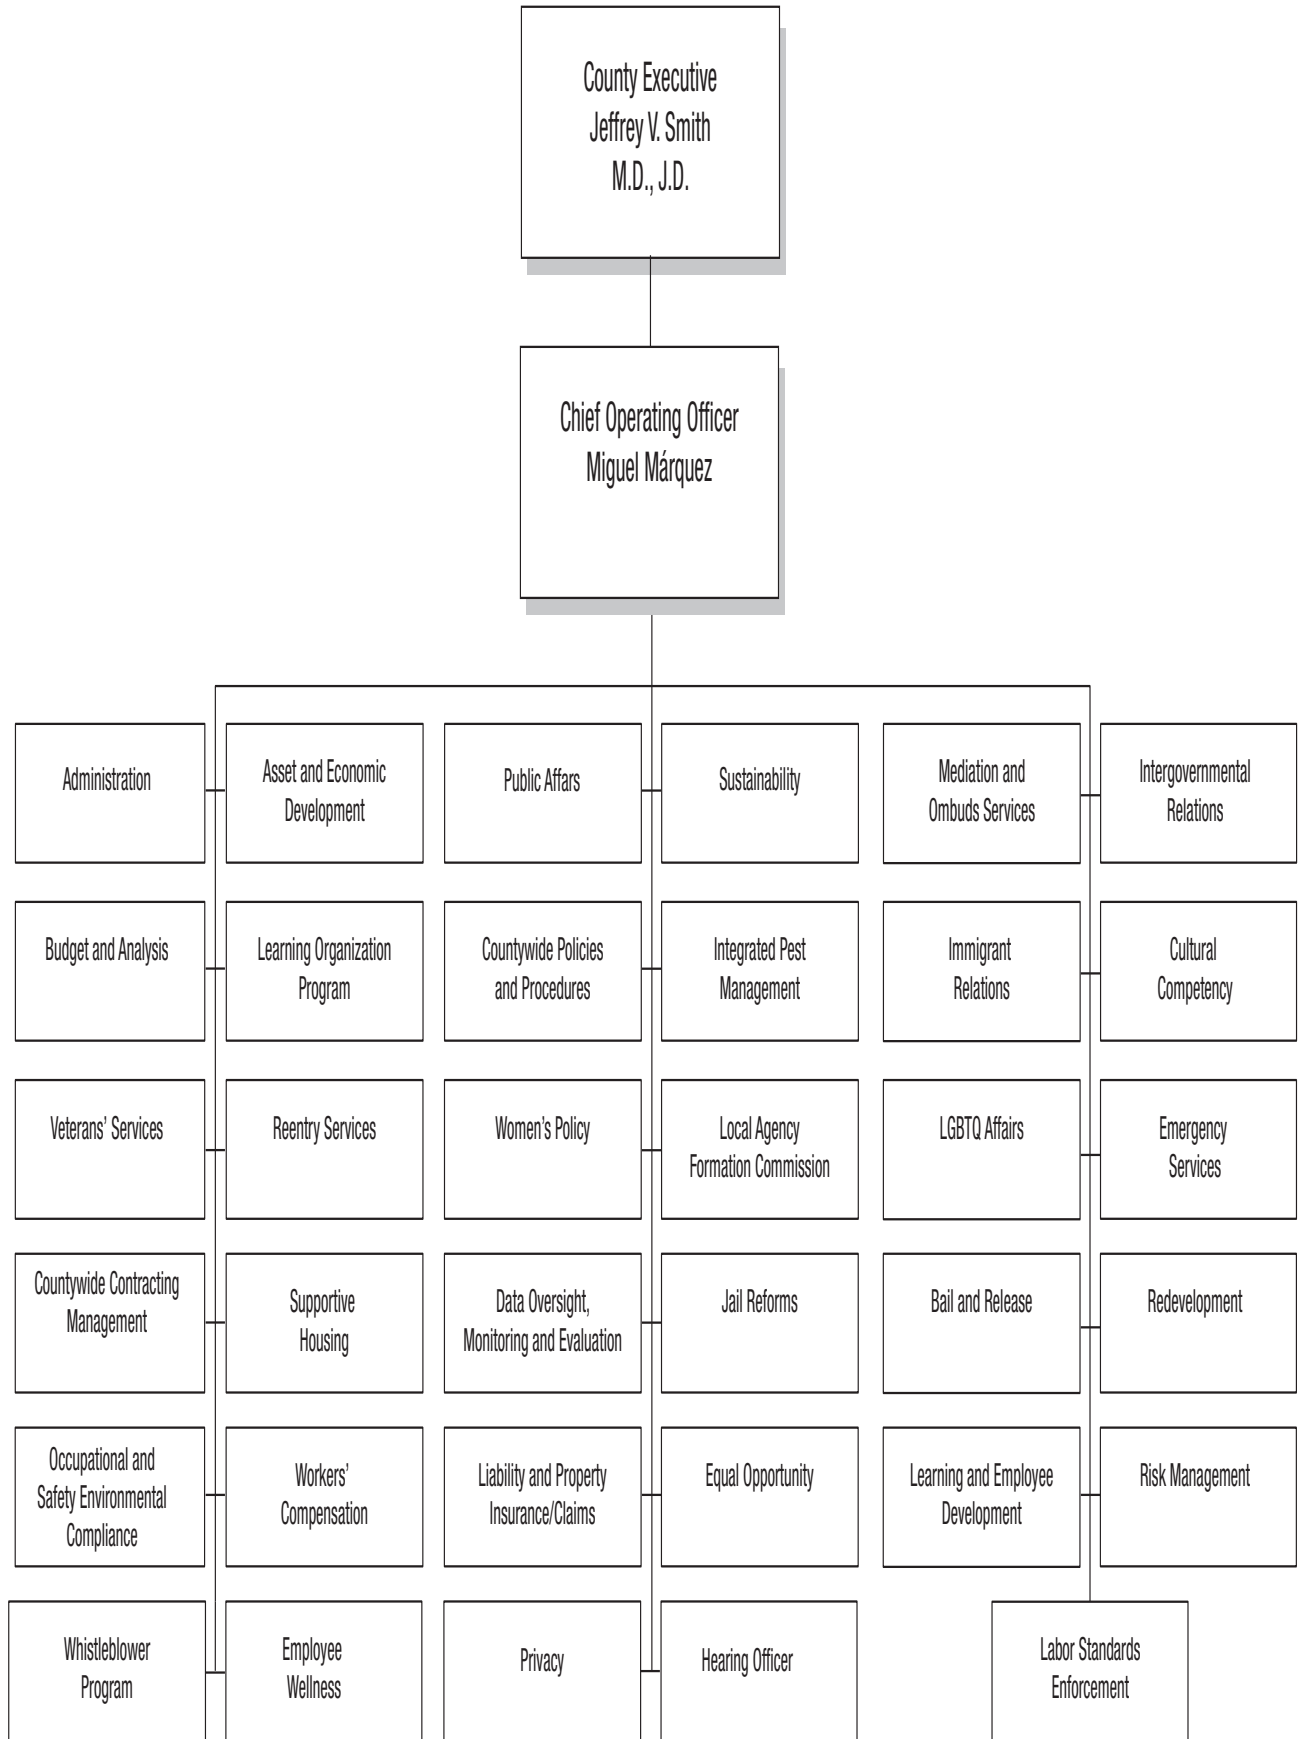 County Executive
Jeffrey V. Smith
M.D., J.D.
Chief Operating Officer
Miguel Márquez
Administration
Asset and Economic
Development
Public Affars
Sustainability
Mediation and
Ombuds Services
Intergovernmental
Relations
Budget and Analysis
Learning Organization
Program
Countywide Policies
and Procedures
Integrated Pest
Management
Immigrant
Relations
Cultural
Competency
Veterans’ Services
Reentry Services
Women’s Policy
Local Agency
Formation Commission
LGBTQ Affairs
Emergency
Services
Countywide Contracting
Management
Supportive
Housing
Data Oversight,
Monitoring and Evaluation
Jail Reforms
Bail and Release
Redevelopment
Occupational and
Safety Environmental
Compliance
Workers’
Compensation
Liability and Property
Insurance/Claims
Equal Opportunity
Learning and Employee
Development
Risk Management
Whistleblower
Program
Employee
Wellness
Privacy
Hearing Officer
Labor Standards
Enforcement